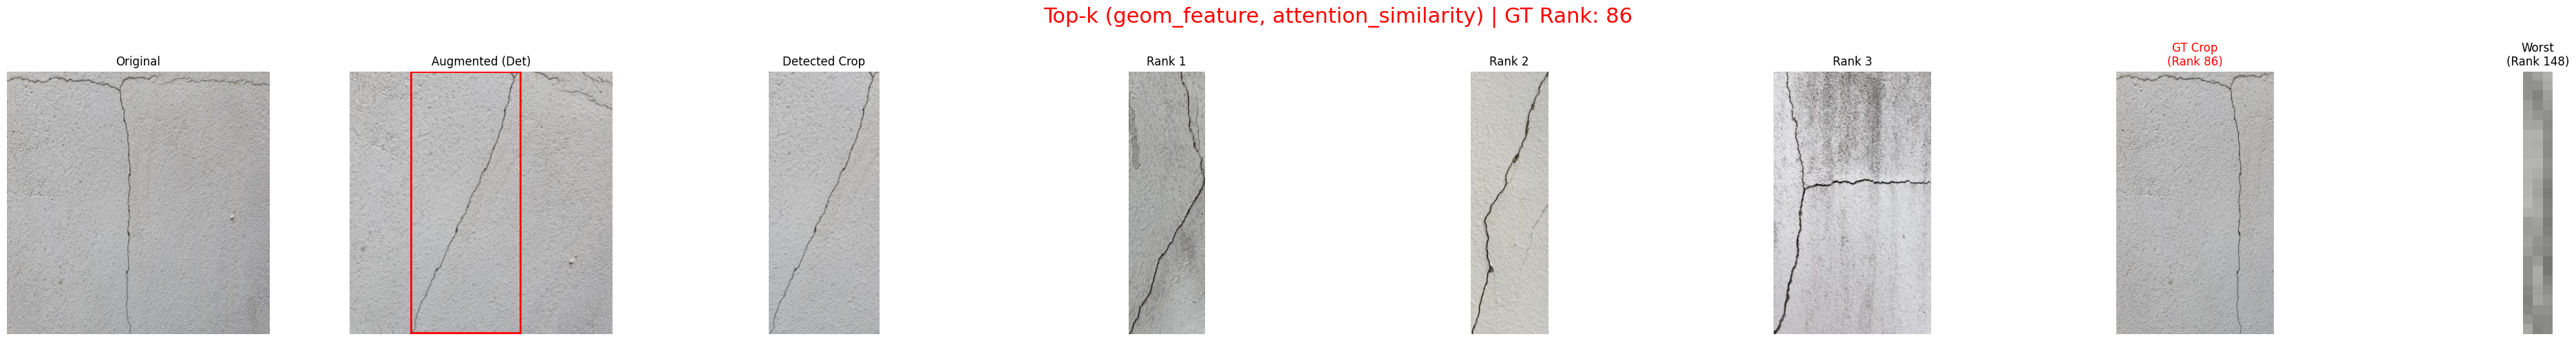 Top-k (geom_feature, attention_similarity) | GT Rank: 86
Original
Augmented (Det)
Detected Crop
Rank 1
Rank 2
Rank 3
GT Crop
(Rank 86)
Worst
(Rank 148)